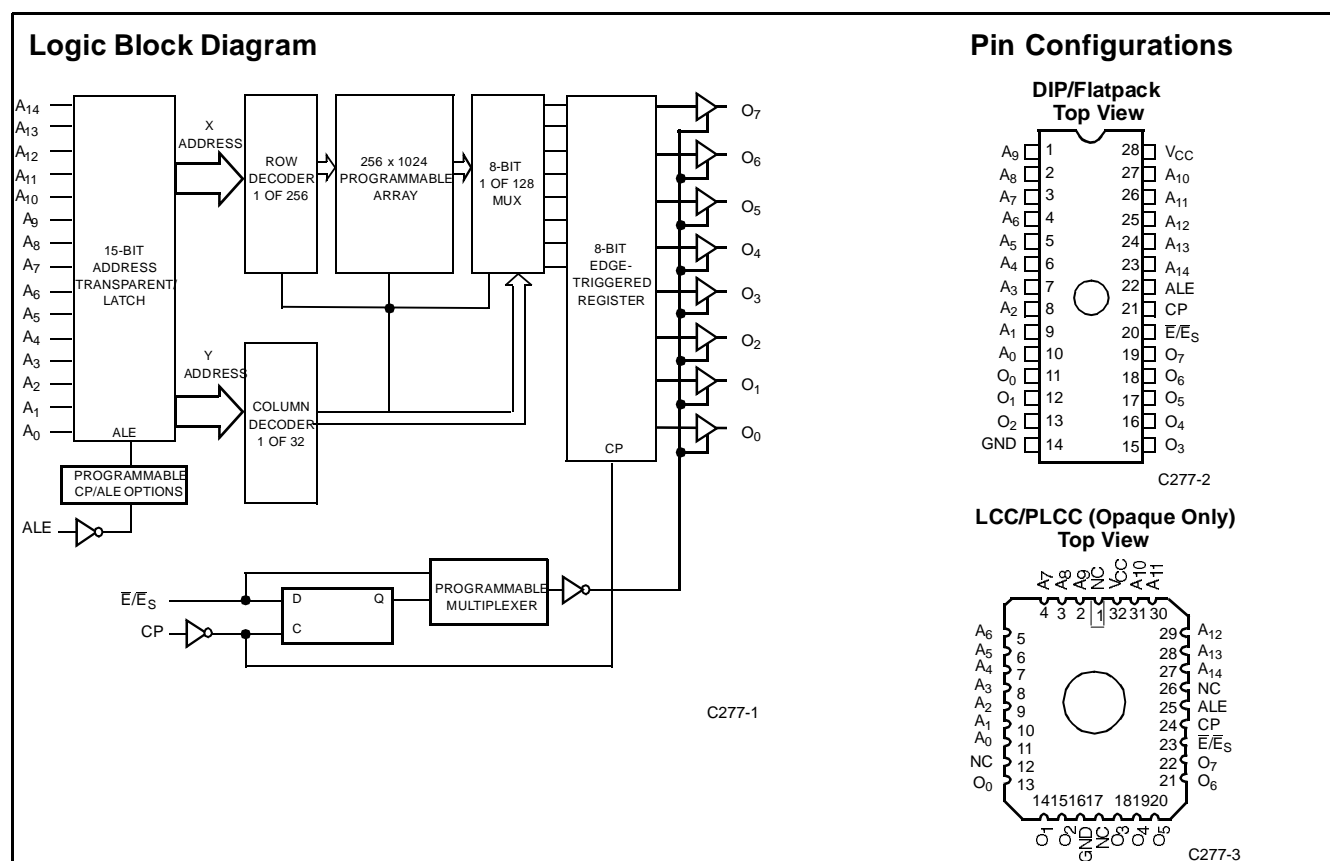 Logic Block Diagram
A14
A13
A12
A11
A10
A9
A8
A7
A6
A5
A4
A3
A2
A1
A0
15-BIT
ADDRESS
TRANSPARENT/
LATCH
ALE
PROGRAMMABLE
CP/ALE OPTIONS
ALE
X
ADDRESS
Y
ADDRESS
ROW
DECODER
1 OF 256
256 x 1024
PROGRAMMABLE
ARRAY
8-BIT
1 OF 128
MUX
COLUMN
DECODER
1 OF 32
8-BIT
EDGE-
TRIGGERED
REGISTER
CP
O7
O6
O5
O4
O3
O2
O1
O0
E̅/E̅S
CP
D
Q
C
PROGRAMMABLE
MULTIPLEXER
C277-1
Pin Configurations
DIP/Flatpack
Top View
A9 1 28 VCC
A8 2 27 A10
A7 3 26 A11
A6 4 25 A12
A5 5 24 A13
A4 6 23 A14
A3 7 22 ALE
A2 8 21 CP
A1 9 20 E̅/E̅S
A0 10 19 O7
O0 11 18 O6
O1 12 17 O5
O2 13 16 O4
GND 14 15 O3
C277-2
LCC/PLCC (Opaque Only)
Top View
A7 A8 A9 NC VCC A10 A11
4 3 2 1 32 31 30
A6 5 29 A12
A5 6 28 A13
A4 7 27 A14
A3 8 26 NC
A2 9 25 ALE
A1 10 24 CP
A0 11 23 E̅/E̅S
NC 12 22 O7
O0 13 21 O6
14 15 16 17 18 19 20
O1 O2 GND NC O3 O4 O5
C277-3